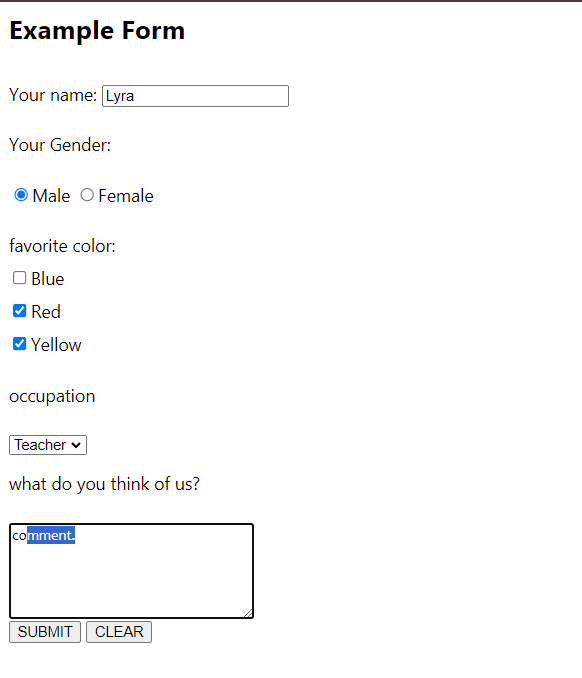 Example Form
Your name: Lyra
Your Gender:
Male Female
favorite color:
Blue
Red
Yellow
occupation
Teacher
what do you think of us?
comment.
SUBMIT CLEAR